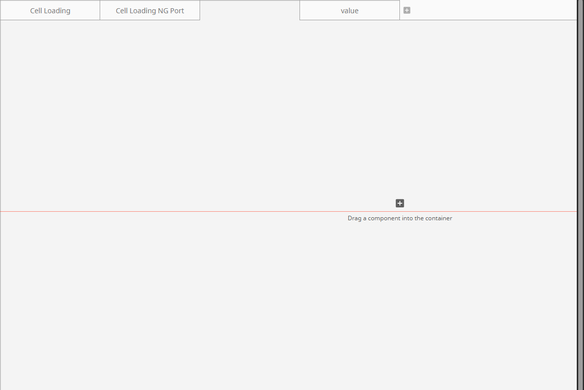 Cell Loading
Cell Loading NG Port
value
Drag a component into the container